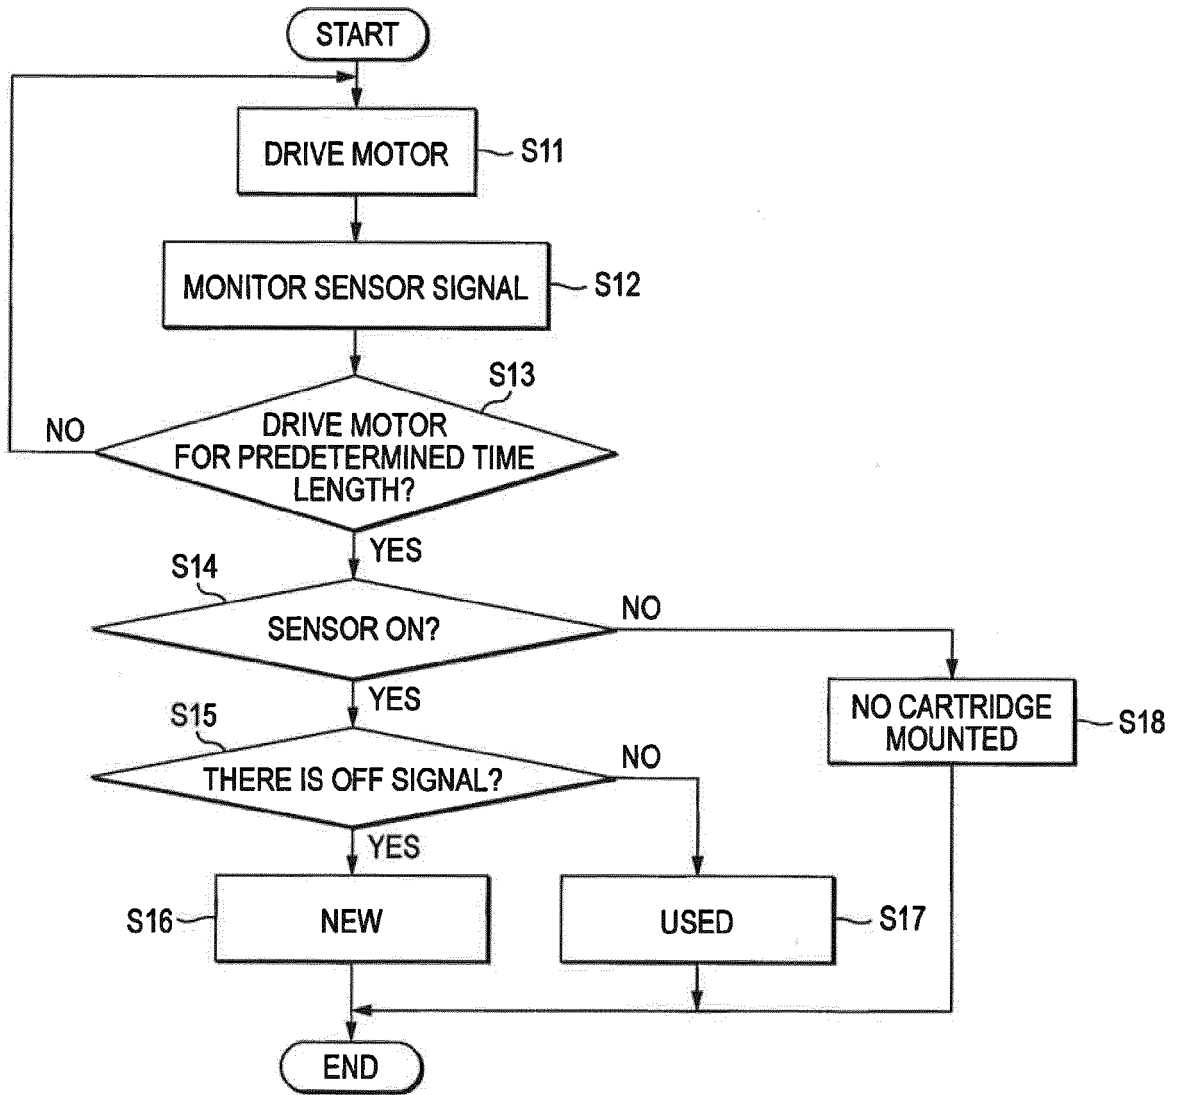 START
DRIVE MOTOR
S11
MONITOR SENSOR SIGNAL
S12
S13
NO
DRIVE MOTOR
FOR PREDETERMINED TIME
LENGTH?
YES
S14
NO
SENSOR ON?
YES
S15
NO
THERE IS OFF SIGNAL?
NO CARTRIDGE
MOUNTED
S18
YES
S16
NEW
USED
S17
END